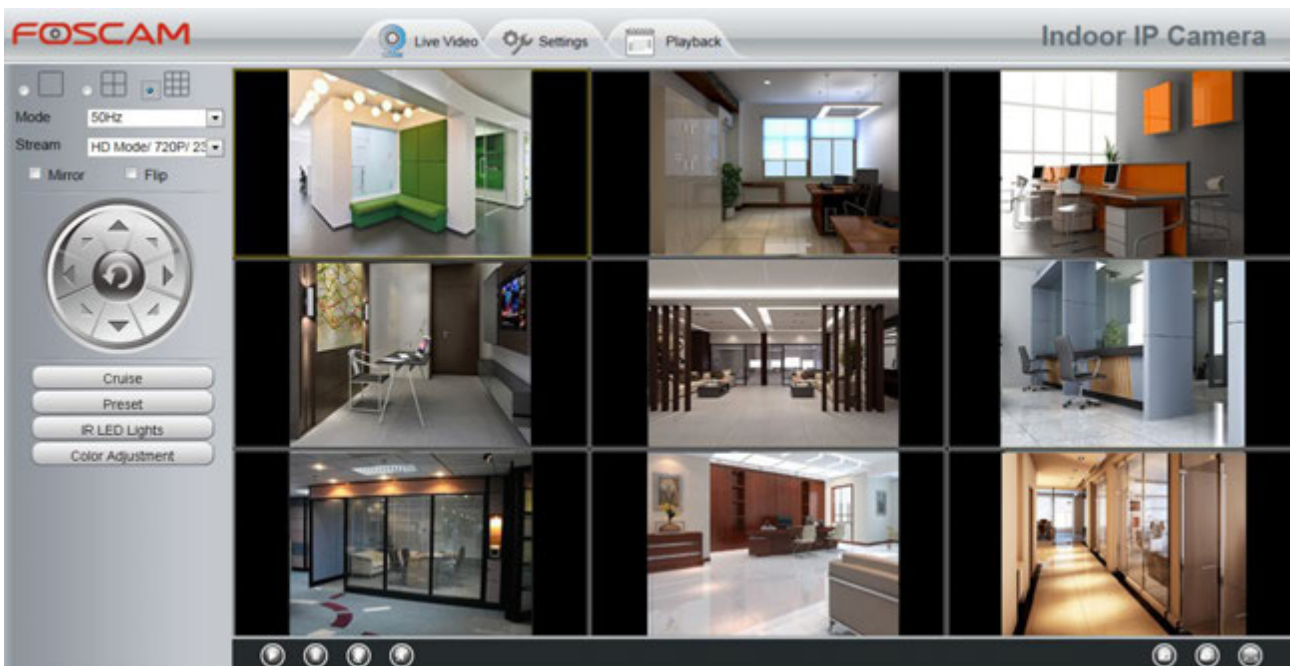 FOSCAM
Live Video
Settings
Playback
Indoor IP Camera
Mode
50Hz
Stream
HD Mode/ 720P/ 23
Mirror
Flip
Cruise
Preset
IR LED Lights
Color Adjustment